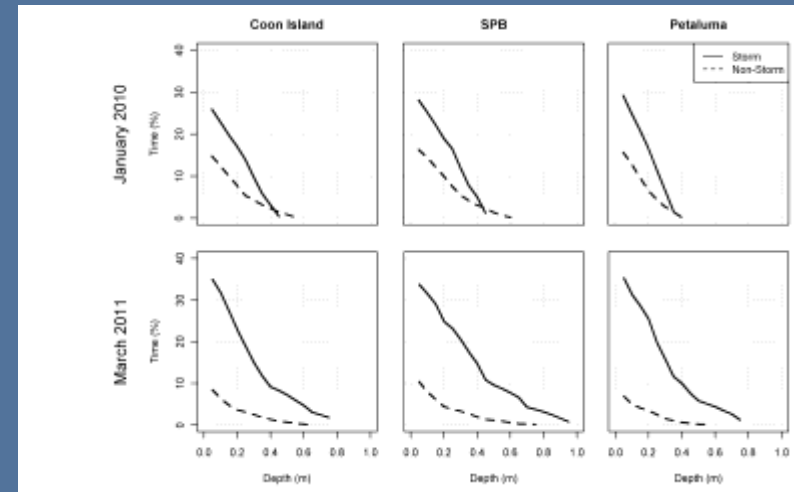 Coon Island SPB Petaluma
January 2010
Time (%)
0 10 20 30 40
Storm
Non-Storm
March 2011
Time (%)
0 10 20 30 40
0.0 0.2 0.4 0.6 0.8 1.0
0.0 0.2 0.4 0.6 0.8 1.0
0.0 0.2 0.4 0.6 0.8 1.0
Depth (m) Depth (m) Depth (m)